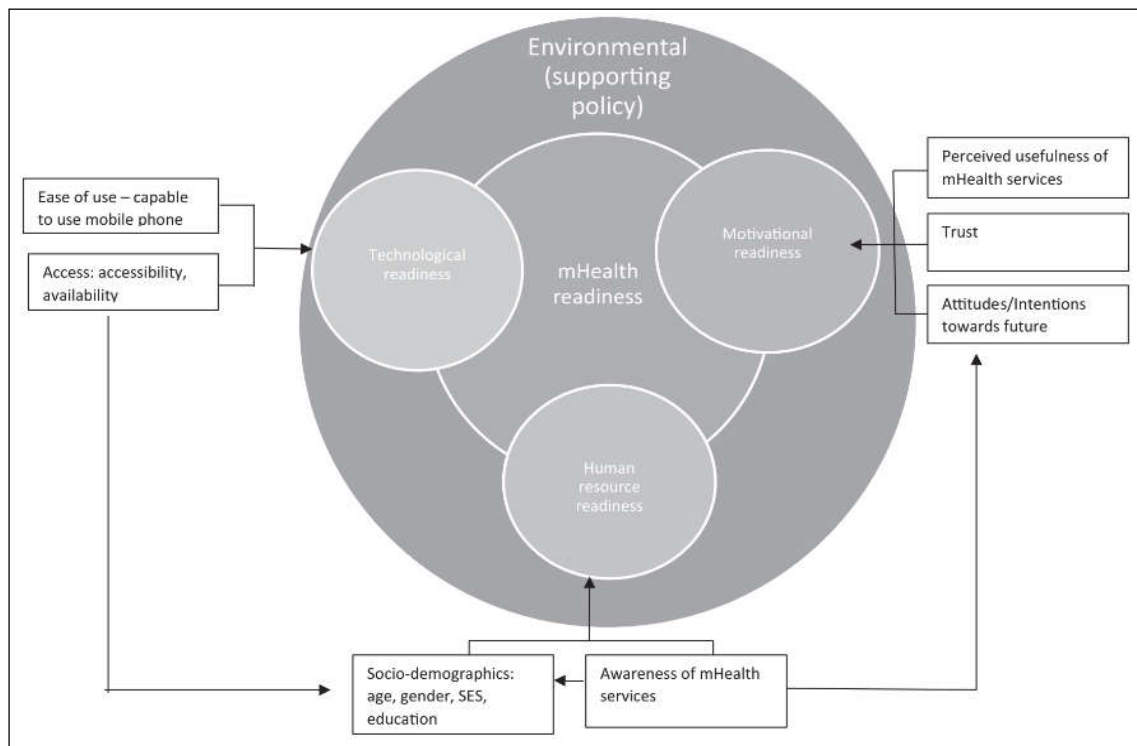 Environmental
(supporting
policy)
Ease of use – capable
to use mobile phone
Access: accessibility,
availability
Technological
readiness
mHealth
readiness
Motivational
readiness
Perceived usefulness of
mHealth services
Trust
Attitudes/Intentions
towards future
Human
resource
readiness
Socio-demographics:
age, gender, SES,
education
Awareness of mHealth
services